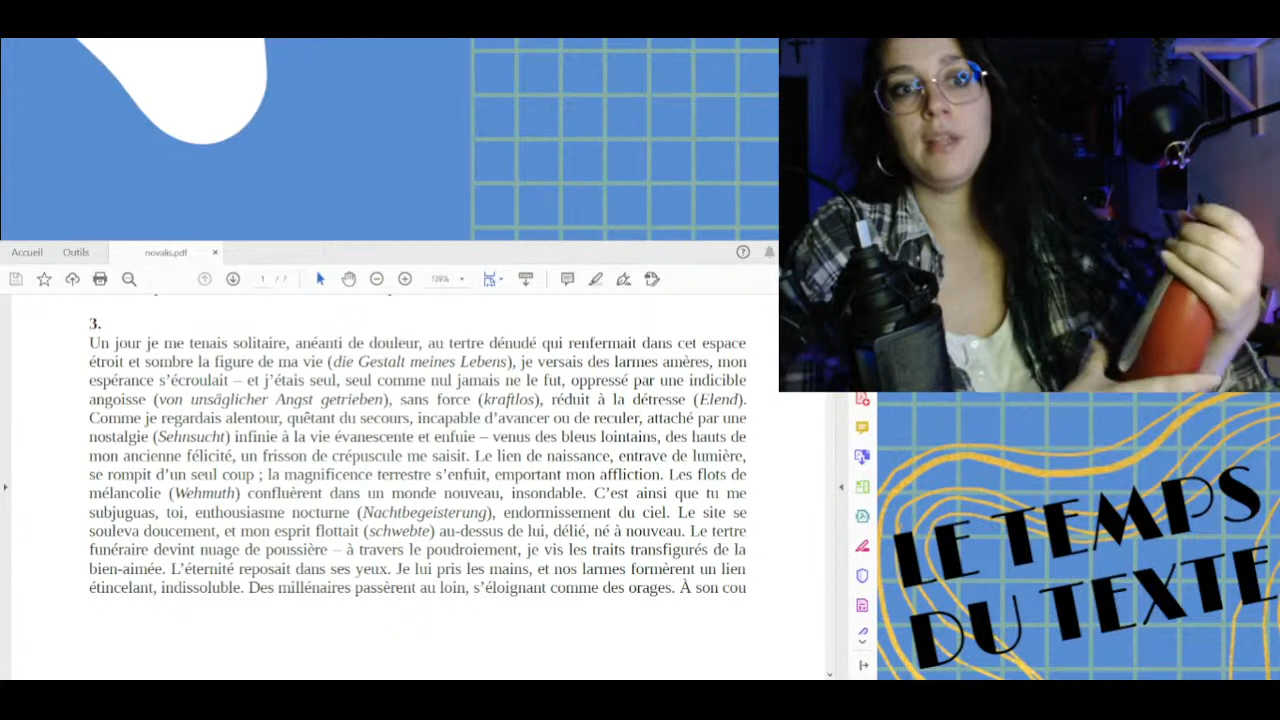 Accueil
Outils
novalis.pdf
1 / 7
139%
3.
Un jour je me tenais solitaire, anéanti de douleur, au tertre dénudé qui renfermait dans cet espace
étroit et sombre la figure de ma vie (die Gestalt meines Lebens), je versais des larmes amères, mon
espérance s’écroulait – et j’étais seul, seul comme nul jamais ne le fut, oppressé par une indicible
angoisse (von unsäglicher Angst getrieben), sans force (kraftlos), réduit à la détresse (Elend).
Comme je regardais alentour, quêtant du secours, incapable d’avancer ou de reculer, attaché par une
nostalgie (Sehnsucht) infinie à la vie évanescente et enfuie – venus des bleus lointains, des hauts de
mon ancienne félicité, un frisson de crépuscule me saisit. Le lien de naissance, entrave de lumière,
se rompit d’un seul coup ; la magnificence terrestre s’enfuit, emportant mon affliction. Les flots de
mélancolie (Wehmuth) confluèrent dans un monde nouveau, insondable. C’est ainsi que tu me
subjuguas, toi, enthousiasme nocturne (Nachtbegeisterung), endormissement du ciel. Le site se
souleva doucement, et mon esprit flottait (schwebte) au-dessus de lui, délié, né à nouveau. Le tertre
funéraire devint nuage de poussière – à travers le poudroiement, je vis les traits transfigurés de la
bien-aimée. L’éternité reposait dans ses yeux. Je lui pris les mains, et nos larmes formèrent un lien
étincelant, indissoluble. Des millénaires passèrent au loin, s’éloignant comme des orages. À son cou
LE TEMPS
DU TEXTE